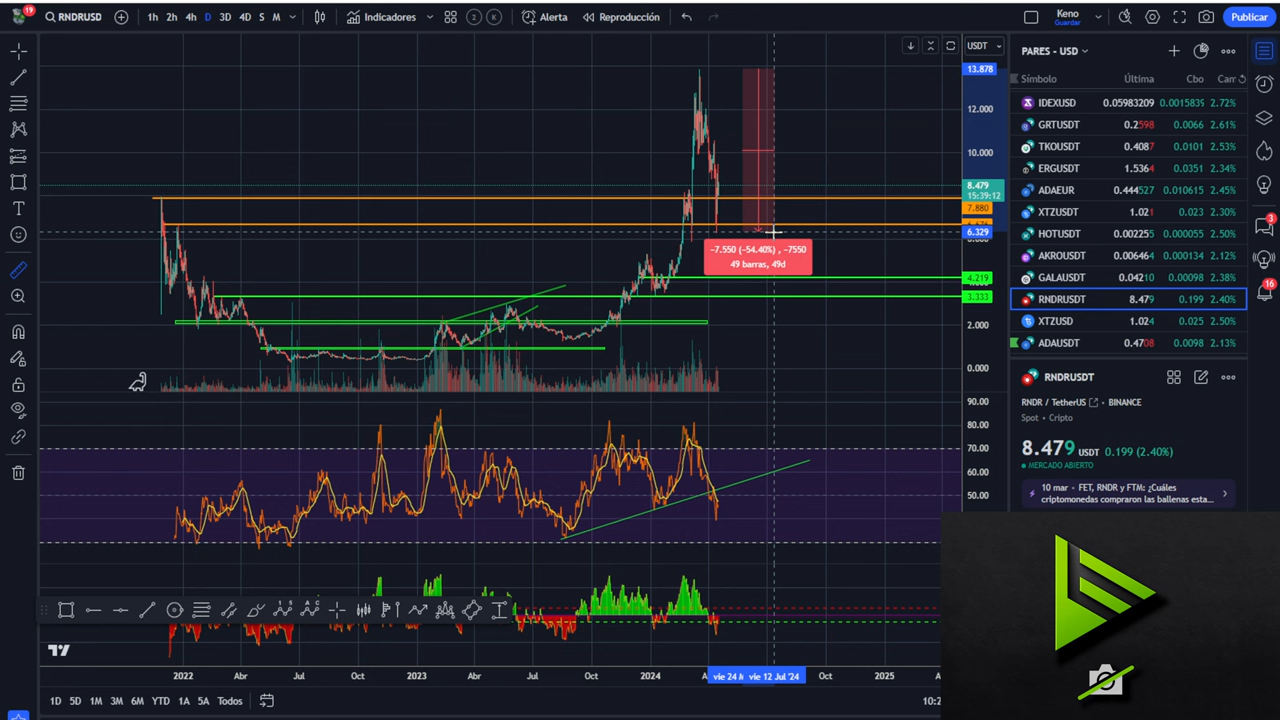 19
RNDRUSD
1h 2h 4h D 3D 4D S M
Indicadores
2 K
Alerta
Reproducción
Keno
Guardar
Publicar
USDT
13.878
12.000
10.000
8.479
15:39:12
7.880
6.329
4.219
3.333
2.000
0.000
-7.550 (-54.40%) , -7550
49 barras, 49d
90.00
80.00
70.00
60.00
50.00
2022 Abr Jul Oct 2023 Abr Jul Oct 2024 vie 12 Jul '24 Oct 2025
1D 5D 1M 3M 6M YTD 1A 5A Todos
PARES - USD
Símbolo Última Cbo
IDEXUSD 0.05983209 0.001583 2.72%
GRTUSDT 0.2598 0.0066 2.61%
TKOUSDT 0.4087 0.0101 2.53%
ERGUSDT 1.5364 0.0351 2.34%
ADAEUR 0.444527 0.010615 2.45%
XTZUSDT 1.021 0.023 2.30%
HOTUSDT 0.002255 0.000055 2.50%
AKROUSDT 0.006464 0.000134 2.12%
GALAUSDT 0.04210 0.00098 2.38%
RNDRUSDT 8.479 0.199 2.40%
XTZUSD 1.024 0.025 2.50%
ADAUSDT 0.4708 0.0098 2.13%
RNDRUSDT
RNDR / TetherUS • BINANCE
Spot • Cripto
8.479 USDT 0.199 (2.40%)
MERCADO ABIERTO
10 mar • FET, RNDR y FTM: ¿Cuáles
criptomonedas compraron las ballenas esta...
3
16